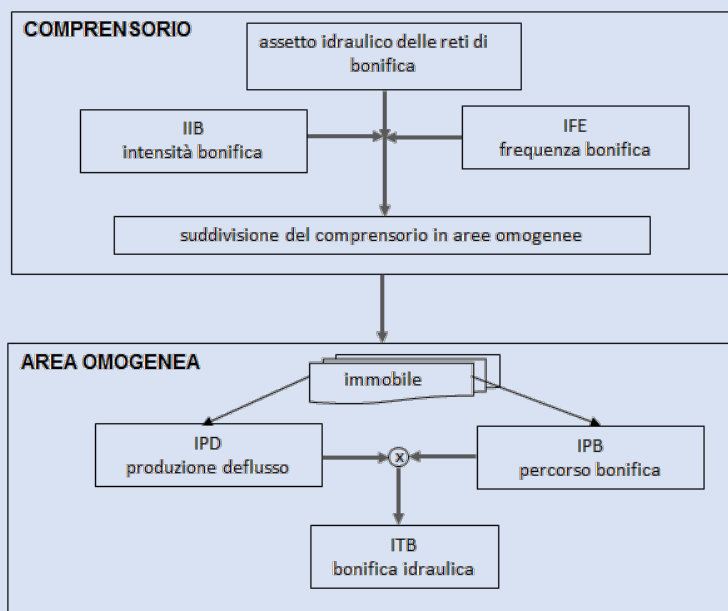 COMPRENSORIO
assetto idraulico delle reti di
bonifica
IIB
intensità bonifica
IFE
frequenza bonifica
suddivisione del comprensorio in aree omogenee
AREA OMOGENEA
immobile
IPD
produzione deflusso
x
IPB
percorso bonifica
ITB
bonifica idraulica